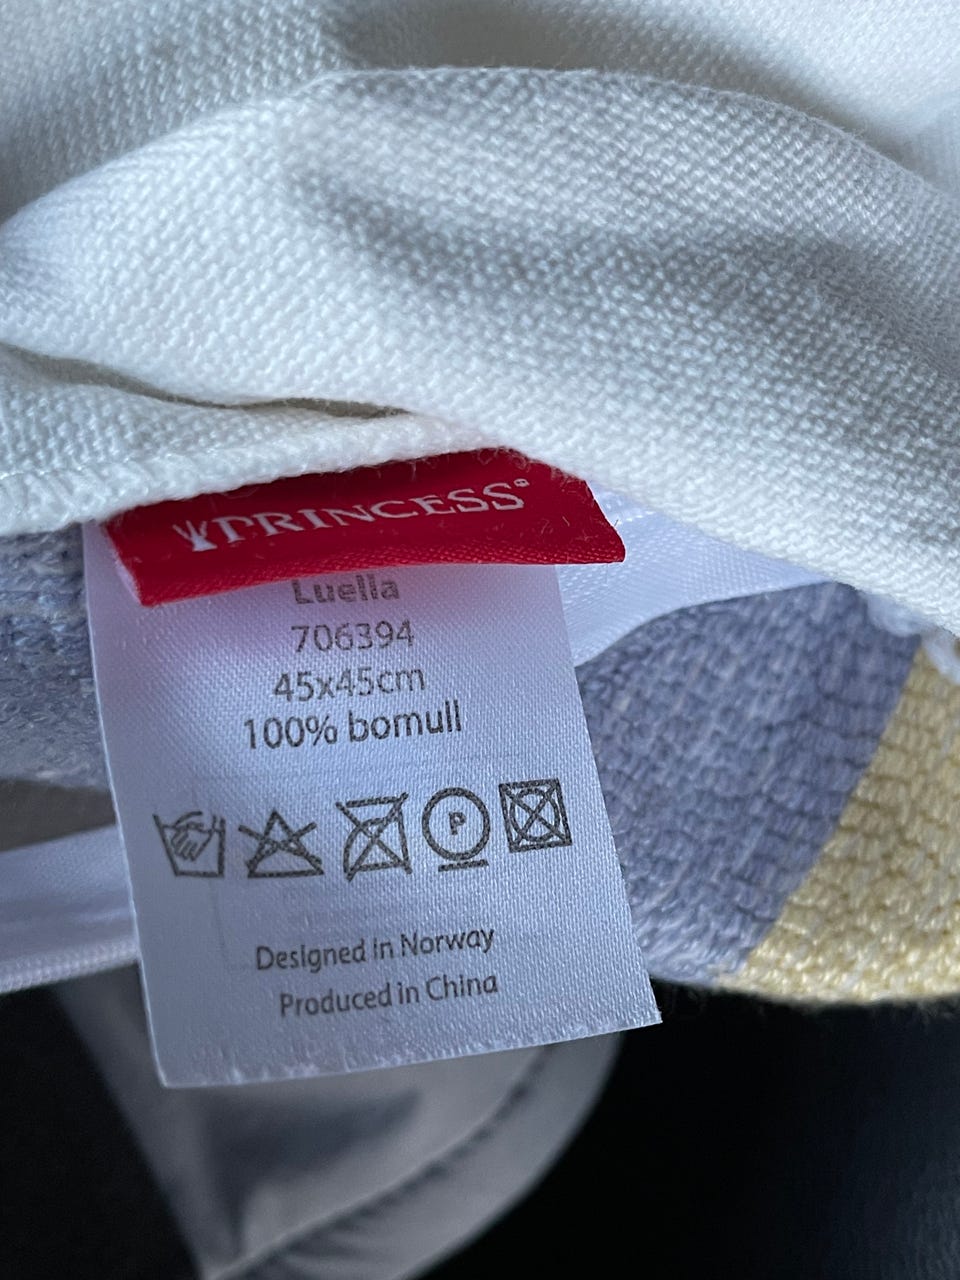 PRINCESS®
Luella
706394
45x45cm
100% bomull
P
Designed in Norway
Produced in China